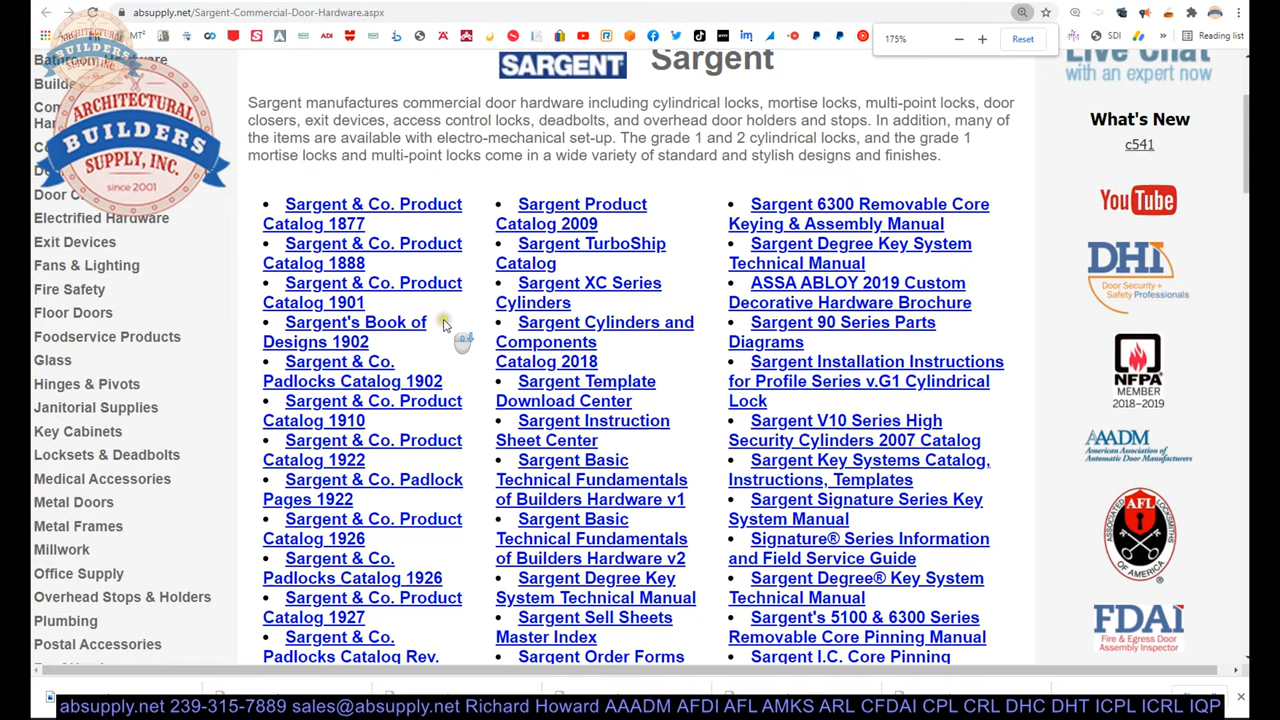 absupply.net/Sargent-Commercial-Door-Hardware.aspx
MT²
ADI
SDI
Reading list
175%
Reset
ARCHITECTURAL
BUILDERS
SUPPLY, INC.
since 2001
Electrified Hardware
Exit Devices
Fans & Lighting
Fire Safety
Floor Doors
Foodservice Products
Glass
Hinges & Pivots
Janitorial Supplies
Key Cabinets
Locksets & Deadbolts
Medical Accessories
Metal Doors
Metal Frames
Millwork
Office Supply
Overhead Stops & Holders
Plumbing
Postal Accessories
SARGENT
Sargent
Sargent manufactures commercial door hardware including cylindrical locks, mortise locks, multi-point locks, door
closers, exit devices, access control locks, deadbolts, and overhead door holders and stops. In addition, many of
the items are available with electro-mechanical set-up. The grade 1 and 2 cylindrical locks, and the grade 1
mortise locks and multi-point locks come in a wide variety of standard and stylish designs and finishes.
• Sargent & Co. Product
Catalog 1877
• Sargent & Co. Product
Catalog 1888
• Sargent & Co. Product
Catalog 1901
• Sargent's Book of
Designs 1902
• Sargent & Co.
Padlocks Catalog 1902
• Sargent & Co. Product
Catalog 1910
• Sargent & Co. Product
Catalog 1922
• Sargent & Co. Padlock
Pages 1922
• Sargent & Co. Product
Catalog 1926
• Sargent & Co.
Padlocks Catalog 1926
• Sargent & Co. Product
Catalog 1927
• Sargent & Co.
Padlocks Catalog Rev.
• Sargent Product
Catalog 2009
• Sargent TurboShip
Catalog
• Sargent XC Series
Cylinders
• Sargent Cylinders and
Components
Catalog 2018
• Sargent Template
Download Center
• Sargent Instruction
Sheet Center
• Sargent Basic
Technical Fundamentals
of Builders Hardware v1
• Sargent Basic
Technical Fundamentals
of Builders Hardware v2
• Sargent Degree Key
System Technical Manual
• Sargent Sell Sheets
Master Index
• Sargent Order Forms
• Sargent 6300 Removable Core
Keying & Assembly Manual
• Sargent Degree Key System
Technical Manual
• ASSA ABLOY 2019 Custom
Decorative Hardware Brochure
• Sargent 90 Series Parts
Diagrams
• Sargent Installation Instructions
for Profile Series v.G1 Cylindrical
Lock
• Sargent V10 Series High
Security Cylinders 2007 Catalog
• Sargent Key Systems Catalog,
Instructions, Templates
• Sargent Signature Series Key
System Manual
• Signature® Series Information
and Field Service Guide
• Sargent Degree® Key System
Technical Manual
• Sargent's 5100 & 6300 Series
Removable Core Pinning Manual
• Sargent I.C. Core Pinning
Live Chat
with an expert now
What's New
c541
YouTube
DHI
Door Security +
Safety Professionals
NFPA
MEMBER
2018–2019
AAADM
American Association of
Automatic Door Manufacturers
ASSOCIATED
LOCKSMITHS
AFL
OF AMERICA
FDAI
Fire & Egress Door
Assembly Inspector
absupply.net 239-315-7889 sales@absupply.net Richard Howard AAADM AFDI AFL AMKS ARL CFDAI CPL CRL DHC DHT ICPL ICRL IQP